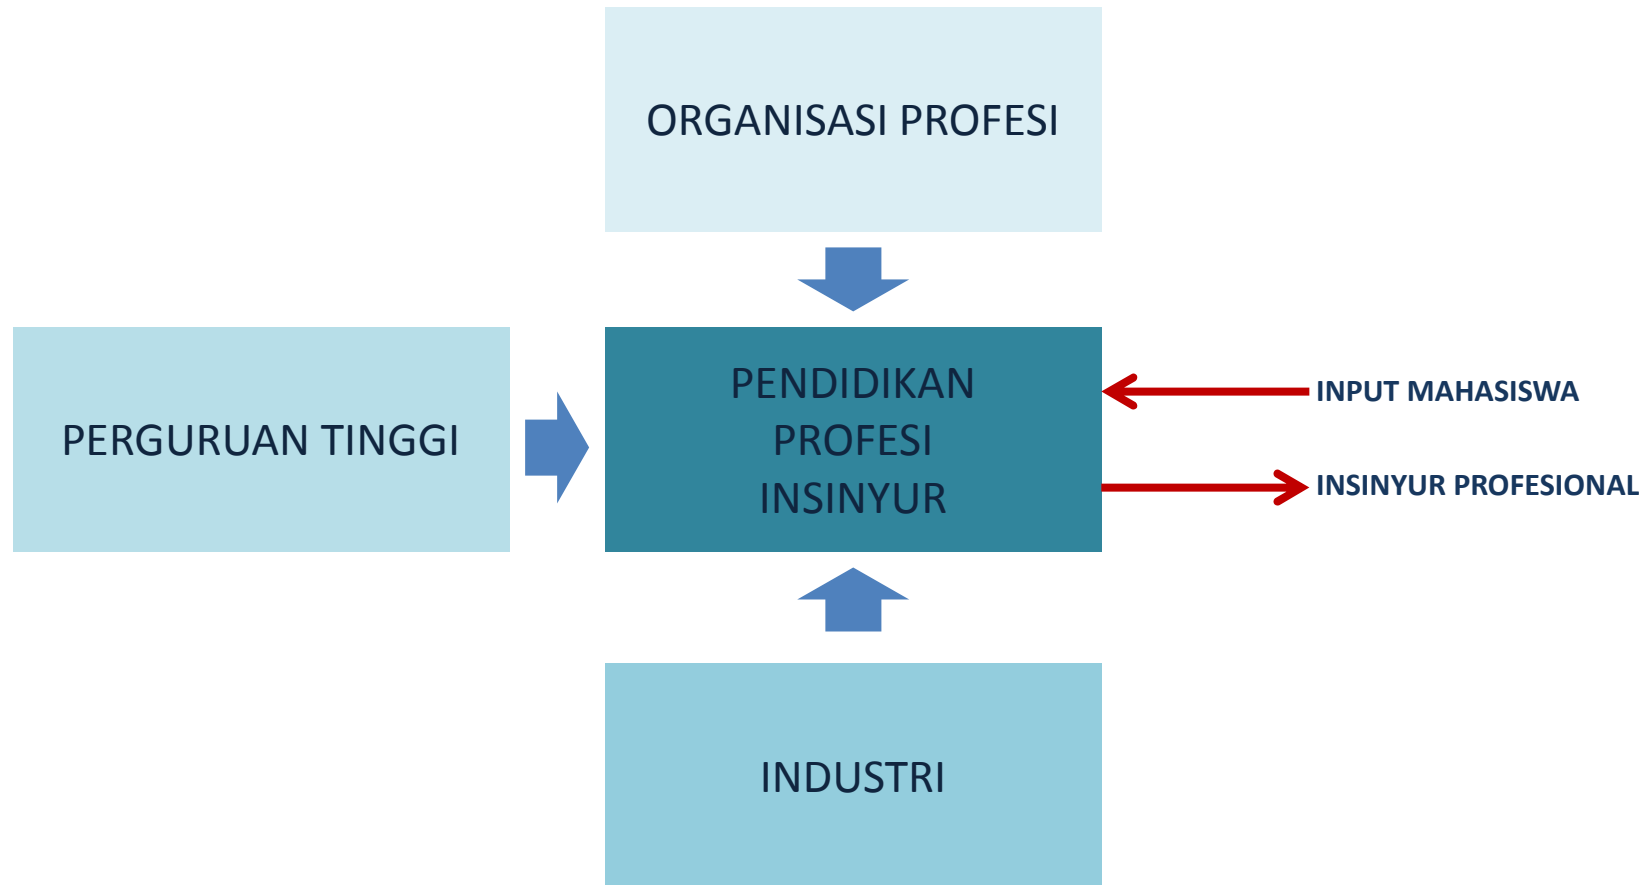 ORGANISASI PROFESI
PERGURUAN TINGGI
PENDIDIKAN
PROFESI
INSINYUR
INPUT MAHASISWA
INSINYUR PROFESIONAL
INDUSTRI